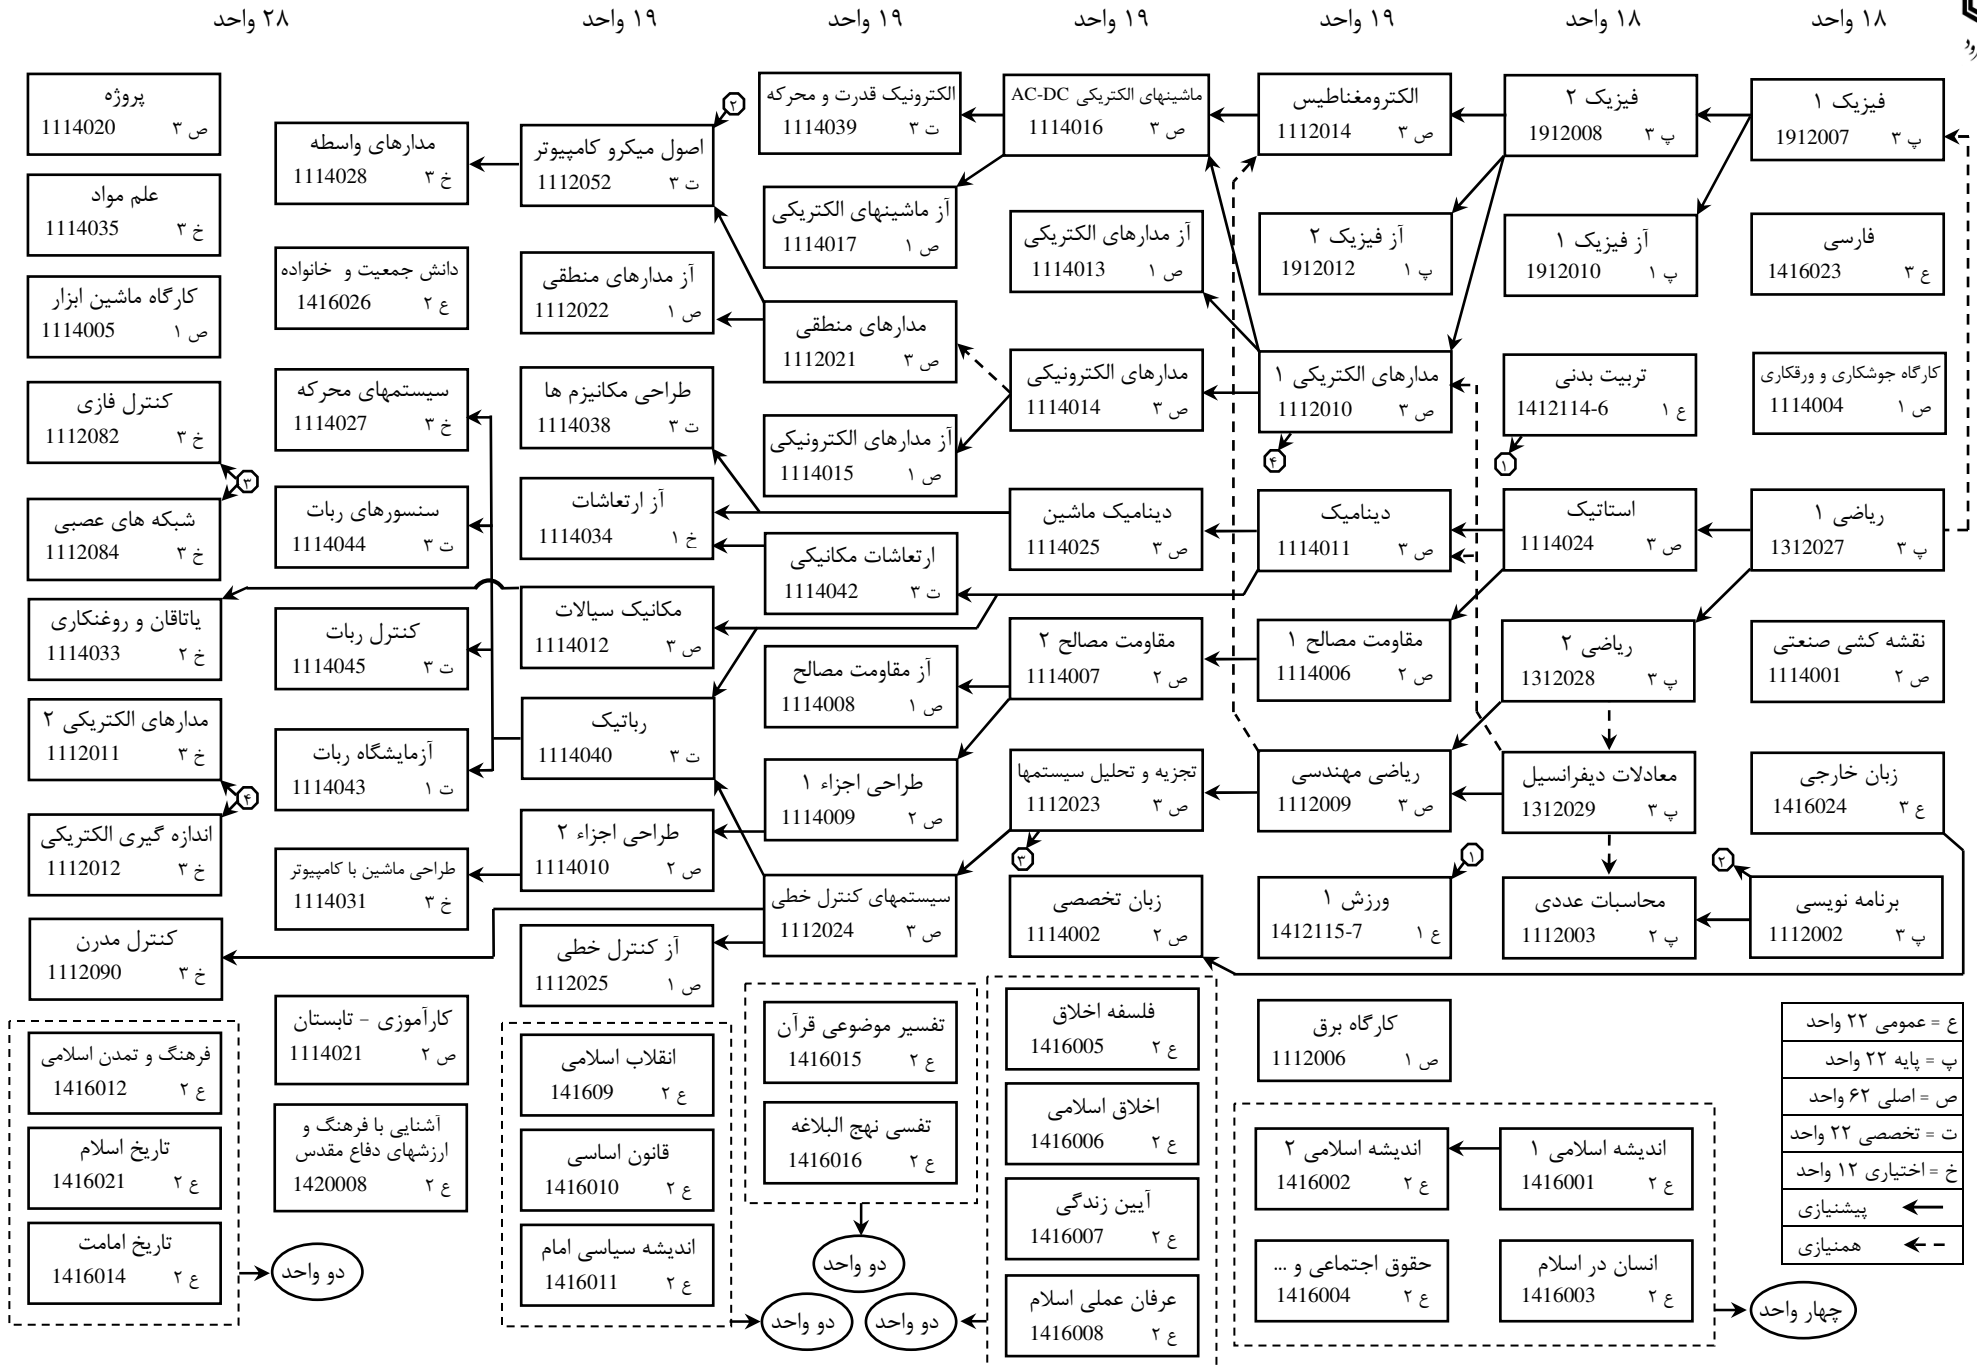 ۱۸ واحد
۱۸ واحد
۱۹ واحد
۱۹ واحد
۱۹ واحد
۱۹ واحد
۲۸ واحد
فیزیک ۱
1912007 پ ۳
فارسی
1416023 ع ۳
کارگاه جوشکاری و ورقکاری
1114004 ص ۱
ریاضی ۱
1312027 پ ۳
نقشه کشی صنعتی
1114001 ص ۲
زبان خارجی
1416024 ع ۳
برنامه نویسی
1112002 پ ۳
فیزیک ۲
1912008 پ ۳
آز فیزیک ۱
1912010 پ ۱
تربیت بدنی
1412114-6 ع ۱
۱
استاتیک
1114024 ص ۳
ریاضی ۲
1312028 پ ۳
معادلات دیفرانسیل
1312029 پ ۳
۲
محاسبات عددی
1112003 پ ۲
الکترومغناطیس
1112014 ص ۳
آز فیزیک ۲
1912012 پ ۱
مدارهای الکتریکی ۱
1112010 ص ۳
۴
دینامیک
1114011 ص ۳
مقاومت مصالح ۱
1114006 ص ۲
ریاضی مهندسی
1112009 ص ۳
۱
ورزش ۱
1412115-7 ع ۱
کارگاه برق
1112006 ص ۱
ماشینهای الکتریکی AC-DC
1114016 ص ۳
آز مدارهای الکتریکی
1114013 ص ۱
مدارهای الکترونیکی
1114014 ص ۳
دینامیک ماشین
1114025 ص ۳
مقاومت مصالح ۲
1114007 ص ۲
تجزیه و تحلیل سیستمها
1112023 ص ۳
۳
زبان تخصصی
1114002 ص ۲
الکترونیک قدرت و محرکه
1114039 ت ۳
آز ماشینهای الکتریکی
1114017 ص ۱
مدارهای منطقی
1112021 ص ۳
آز مدارهای الکترونیکی
1114015 ص ۱
ارتعاشات مکانیکی
1114042 ت ۳
آز مقاومت مصالح
1114008 ص ۱
طراحی اجزاء ۱
1114009 ص ۲
سیستمهای کنترل خطی
1112024 ص ۳
۲
اصول میکرو کامپیوتر
1112052 ت ۳
آز مدارهای منطقی
1112022 ص ۱
طراحی مکانیزم ها
1114038 ت ۳
آز ارتعاشات
1114034 خ ۱
مکانیک سیالات
1114012 ص ۳
رباتیک
1114040 ت ۳
طراحی اجزاء ۲
1114010 ص ۲
آز کنترل خطی
1112025 ص ۱
مدارهای واسطه
1114028 خ ۳
دانش جمعیت و خانواده
1416026 ع ۲
سیستمهای محرکه
1114027 خ ۳
سنسورهای ربات
1114044 ت ۳
کنترل ربات
1114045 ت ۳
آزمایشگاه ربات
1114043 ت ۱
طراحی ماشین با کامپیوتر
1114031 خ ۳
کارآموزی - تابستان
1114021 ص ۲
آشنایی با فرهنگ و
ارزشهای دفاع مقدس
1420008 ع ۲
پروژه
1114020 ص ۳
علم مواد
1114035 خ ۳
کارگاه ماشین ابزار
1114005 ص ۱
کنترل فازی
1112082 خ ۳
۳
شبکه های عصبی
1112084 خ ۳
یاتاقان و روغنکاری
1114033 خ ۲
مدارهای الکتریکی ۲
1112011 خ ۳
۴
اندازه گیری الکتریکی
1112012 خ ۳
کنترل مدرن
1112090 خ ۳
ع = عمومی ۲۲ واحد
پ = پایه ۲۲ واحد
ص = اصلی ۶۲ واحد
ت = تخصصی ۲۲ واحد
خ = اختیاری ۱۲ واحد
پیشنیازی
همنیازی
اندیشه اسلامی ۱
1416001 ع ۲
اندیشه اسلامی ۲
1416002 ع ۲
انسان در اسلام
1416003 ع ۲
حقوق اجتماعی و ...
1416004 ع ۲
چهار واحد
فلسفه اخلاق
1416005 ع ۲
اخلاق اسلامی
1416006 ع ۲
آیین زندگی
1416007 ع ۲
عرفان عملی اسلام
1416008 ع ۲
دو واحد
تفسیر موضوعی قرآن
1416015 ع ۲
تفسی نهج البلاغه
1416016 ع ۲
دو واحد
انقلاب اسلامی
141609 ع ۲
قانون اساسی
1416010 ع ۲
اندیشه سیاسی امام
1416011 ع ۲
دو واحد
فرهنگ و تمدن اسلامی
1416012 ع ۲
تاریخ اسلام
1416021 ع ۲
تاریخ امامت
1416014 ع ۲
دو واحد